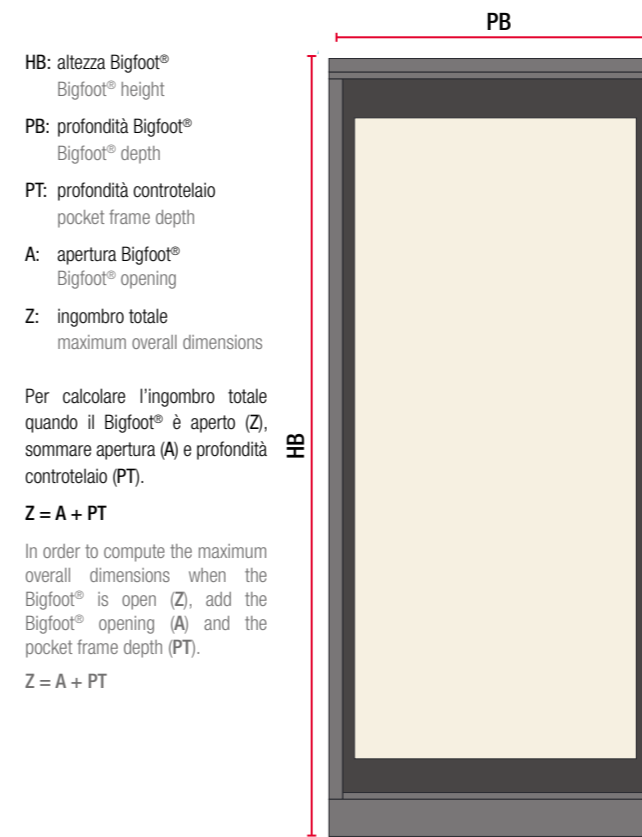 PB
HB: altezza Bigfoot®
Bigfoot® height
PB: profondità Bigfoot®
Bigfoot® depth
PT: profondità controtelaio
pocket frame depth
A: apertura Bigfoot®
Bigfoot® opening
Z: ingombro totale
maximum overall dimensions
Per calcolare l’ingombro totale
quando il Bigfoot® è aperto (Z),
sommare apertura (A) e profondità
controtelaio (PT).
Z = A + PT
In order to compute the maximum
overall dimensions when the
Bigfoot® is open (Z), add the
Bigfoot® opening (A) and the
pocket frame depth (PT).
Z = A + PT
HB